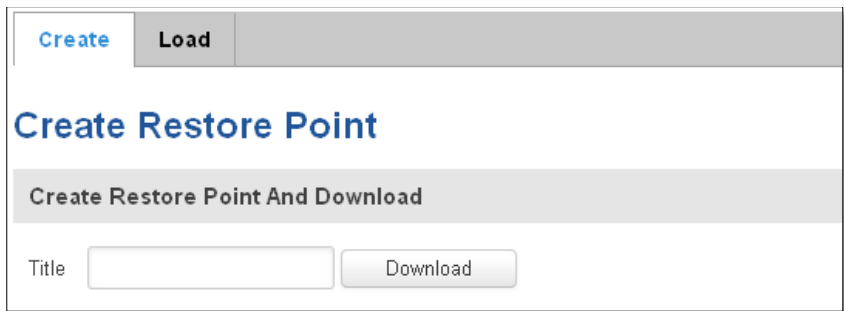 Create Load
Create Restore Point
Create Restore Point And Download
Title Download